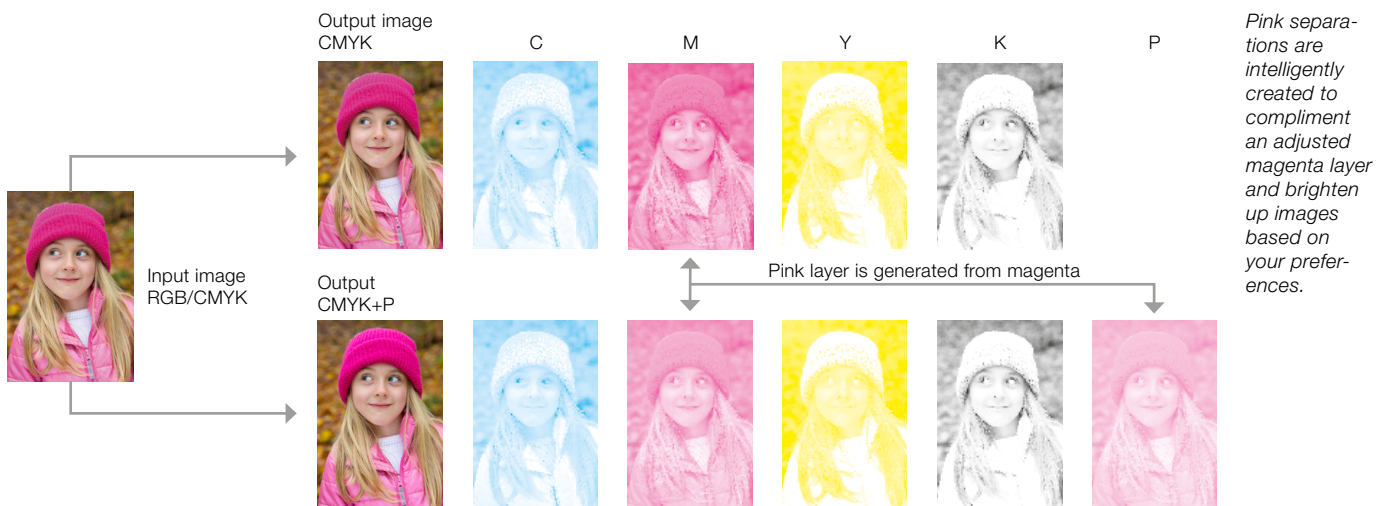 Output image
CMYK
C
M
Y
K
P
Pink separa-
tions are
intelligently
created to
compliment
an adjusted
magenta layer
and brighten
up images
based on
your prefer-
ences.
Input image
RGB/CMYK
Pink layer is generated from magenta
Output
CMYK+P